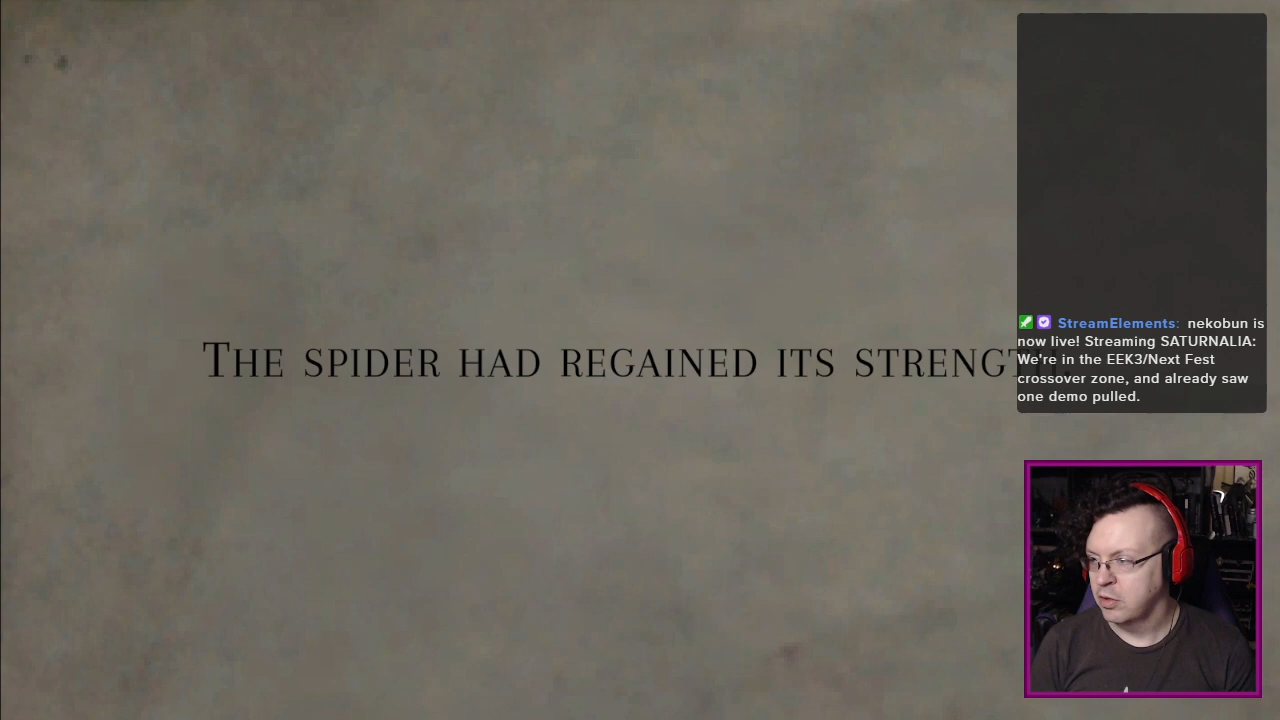 The spider had regained its strength.
StreamElements: nekobun is
now live! Streaming SATURNALIA:
We're in the EEK3/Next Fest
crossover zone, and already saw
one demo pulled.